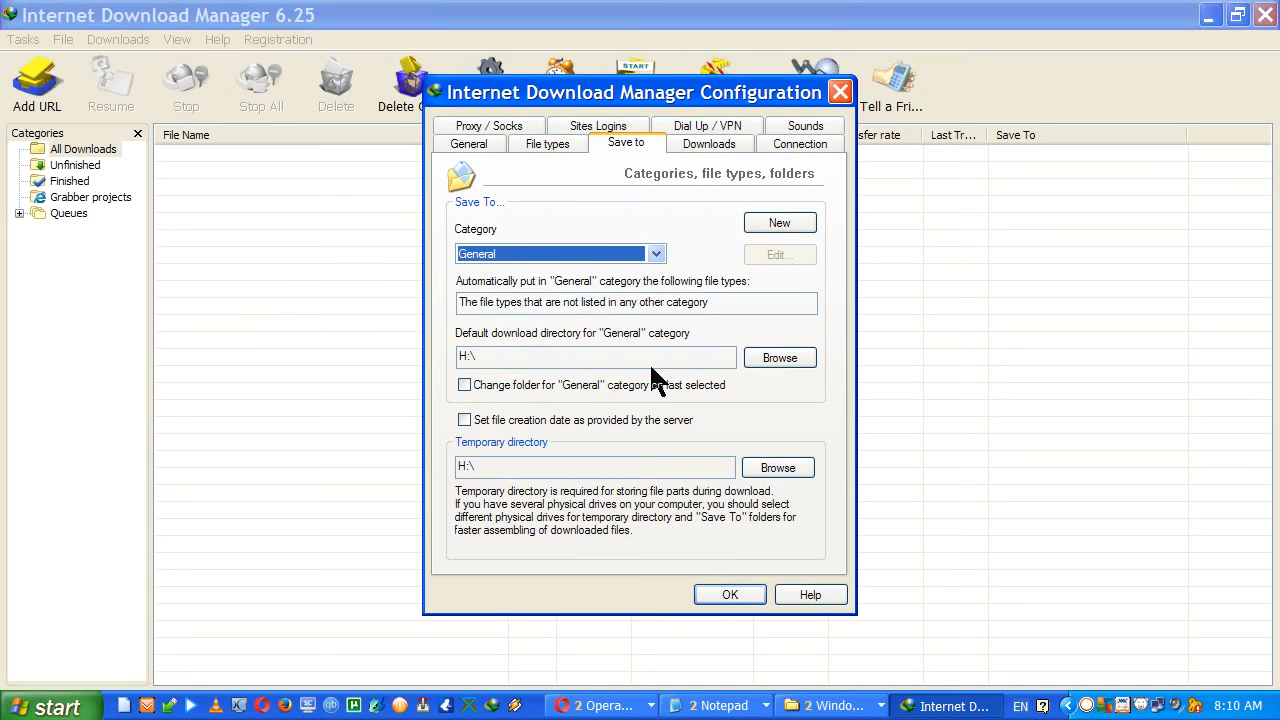 Internet Download Manager 6.25
Tasks File Downloads View Help Registration
Add URL Resume Stop Stop All Delete Delete C START Tell a Fri...
Internet Download Manager Configuration
Categories
All Downloads
Unfinished
Finished
Grabber projects
Queues
File Name sfer rate Last Tr... Save To
Proxy / Socks Sites Logins Dial Up / VPN Sounds
General File types Save to Downloads Connection
Categories, file types, folders
Save To...
New
Category
General
Edit...
Automatically put in "General" category the following file types:
The file types that are not listed in any other category
Default download directory for "General" category
H:\
Browse
Change folder for "General" category last selected
Set file creation date as provided by the server
Temporary directory
H:\
Browse
Temporary directory is required for storing file parts during download.
If you have several physical drives on your computer, you should select
different physical drives for temporary directory and "Save To" folders for
faster assembling of downloaded files.
OK Help
start 2 Opera... 2 Notepad 2 Windo... Internet D... EN 8:10 AM